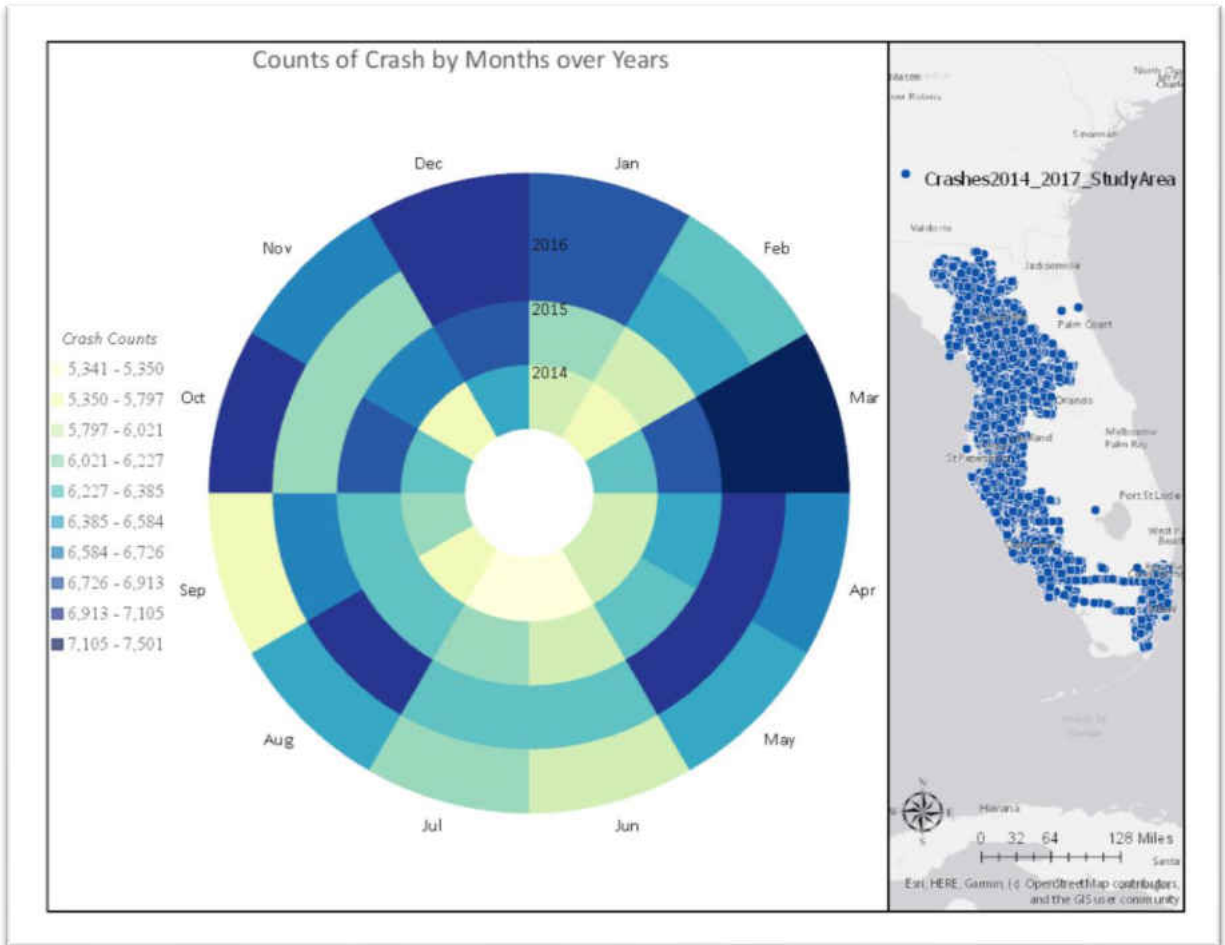 Counts of Crash by Months over Years
Dec
Jan
Nov
Feb
2016
2015
2014
Crash Counts
5,341 - 5,350
5,350 - 5,797
5,797 - 6,021
6,021 - 6,227
6,227 - 6,385
6,385 - 6,584
6,584 - 6,726
6,726 - 6,913
6,913 - 7,105
7,105 - 7,501
Oct
Mar
Sep
Apr
Aug
May
Jul
Jun
Savannah
Crashes2014_2017_StudyArea
Valdosta
Jacksonville
Palm Court
Orlando
Melbourne
Palm Bay
Port St Lucie
Havana
N
E
S
0 32 64 128 Miles
Santa
Esri, HERE, Garmin, (c) OpenStreetMap contributors,
and the GIS user community